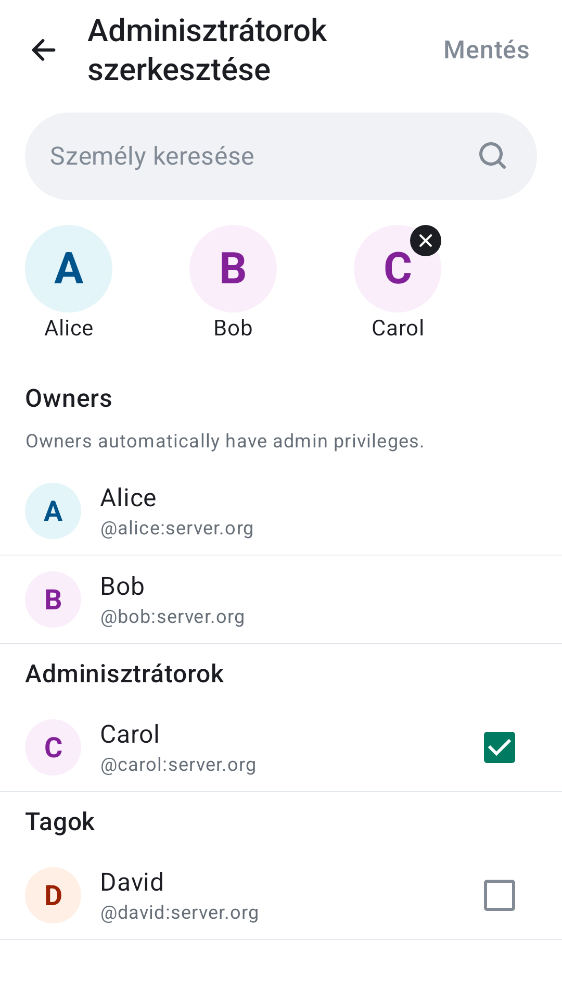 Adminisztrátorok
szerkesztése
Mentés
Személy keresése
A
B
C
Alice
Bob
Carol
Owners
Owners automatically have admin privileges.
A
Alice
@alice:server.org
B
Bob
@bob:server.org
Adminisztrátorok
C
Carol
@carol:server.org
Tagok
D
David
@david:server.org